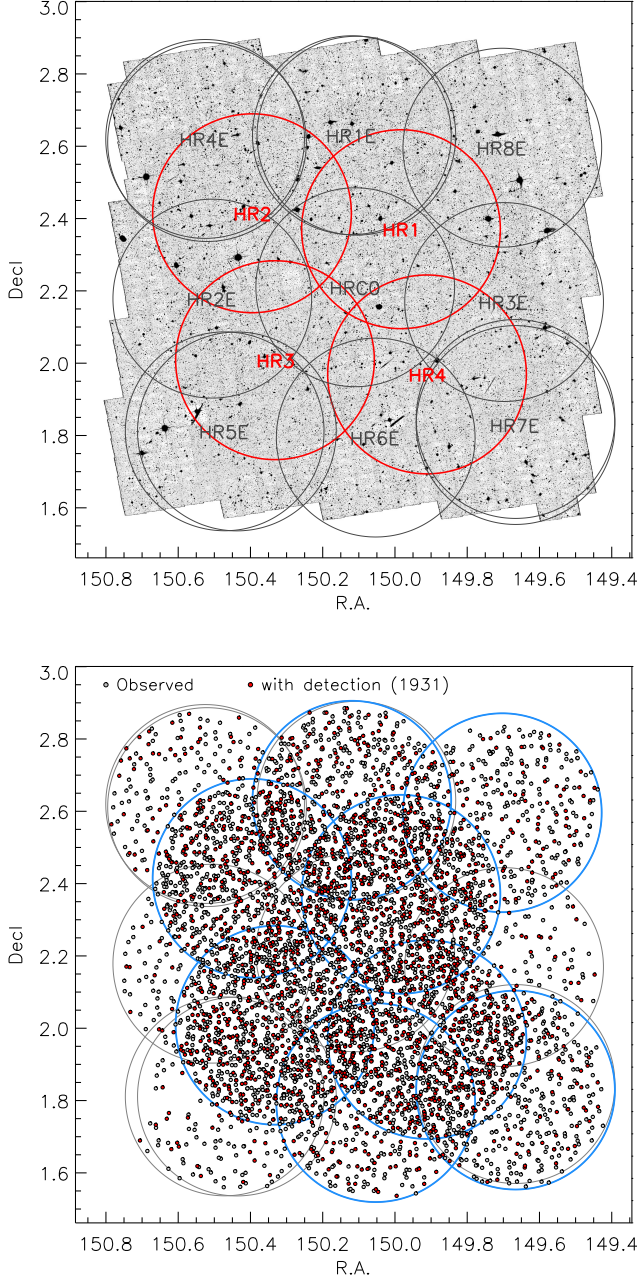 3.0
2.8
HR4E HR1E HR8E
2.6
HR2 HR1
2.4
Decl
HRC0
2.2
HR2E HR3E
HR3 HR4
2.0
HR5E HR6E HR7E
1.8
1.6
150.8 150.6 150.4 150.2 150.0 149.8 149.6 149.4
R.A.
3.0
Observed with detection (1931)
2.8
2.6
2.4
Decl
2.2
2.0
1.8
1.6
150.8 150.6 150.4 150.2 150.0 149.8 149.6 149.4
R.A.